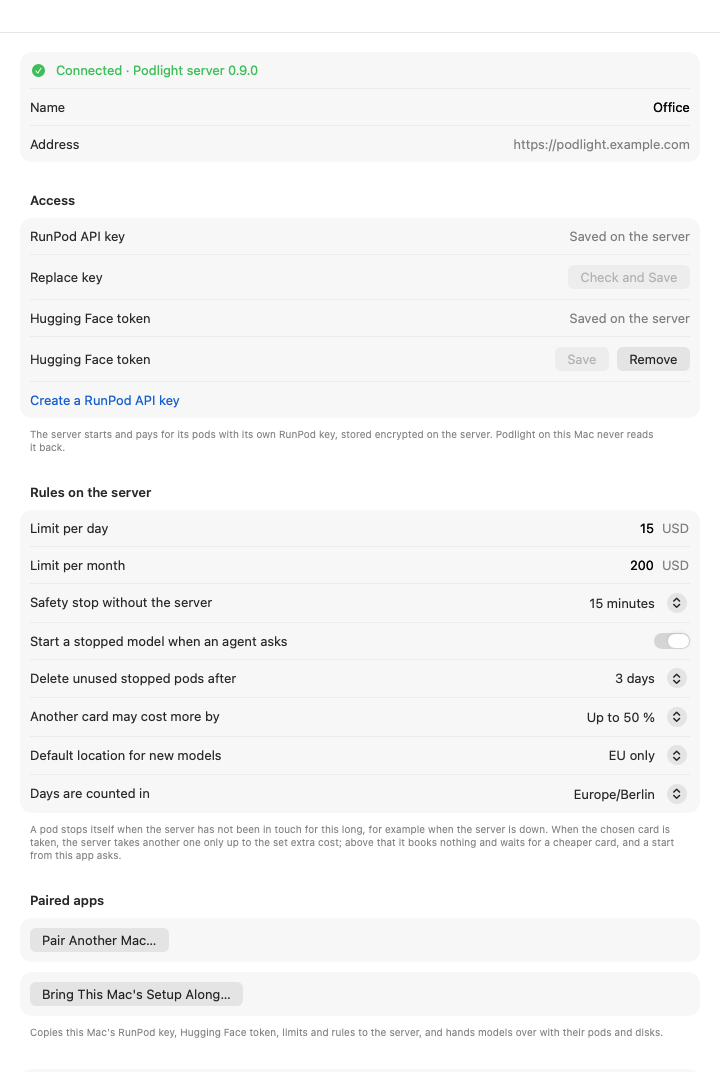 Connected · Podlight server 0.9.0
Name Office
Address https://podlight.example.com
Access
RunPod API key Saved on the server
Replace key Check and Save
Hugging Face token Saved on the server
Hugging Face token Save Remove
Create a RunPod API key
The server starts and pays for its pods with its own RunPod key, stored encrypted on the server. Podlight on this Mac never reads
it back.
Rules on the server
Limit per day 15 USD
Limit per month 200 USD
Safety stop without the server 15 minutes
Start a stopped model when an agent asks
Delete unused stopped pods after 3 days
Another card may cost more by Up to 50 %
Default location for new models EU only
Days are counted in Europe/Berlin
A pod stops itself when the server has not been in touch for this long, for example when the server is down. When the chosen card is
taken, the server takes another one only up to the set extra cost; above that it books nothing and waits for a cheaper card, and a start
from this app asks.
Paired apps
Pair Another Mac...
Bring This Mac's Setup Along...
Copies this Mac's RunPod key, Hugging Face token, limits and rules to the server, and hands models over with their pods and disks.